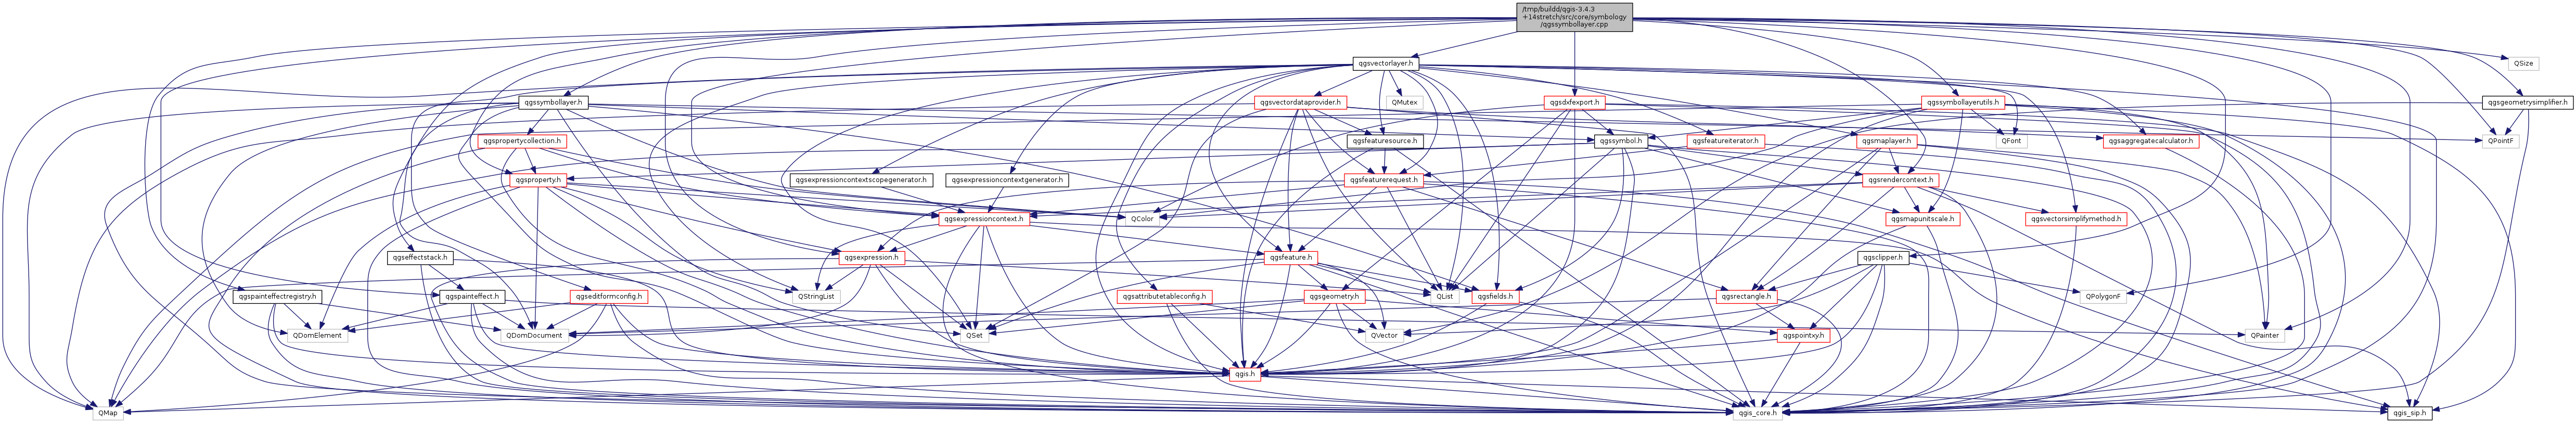 /tmp/buildd/qgis-3.4.3
+14stretch/src/core/symbology
/qgssymbollayer.cpp
qgsvectorlayer.h
QSize
qgssymbollayer.h
qgsvectordataprovider.h
QMutex
qgsdxfexport.h
qgssymbollayerutils.h
qgsgeometrysimplifier.h
qgspropertycollection.h
qgsfeaturesource.h
qgssymbol.h
qgsfeatureiterator.h
qgsmaplayer.h
QFont
qgsaggregatecalculator.h
QPointF
qgsproperty.h
qgsexpressioncontextscopegenerator.h
qgsexpressioncontextgenerator.h
qgsfeaturerequest.h
qgsrendercontext.h
qgsexpressioncontext.h
QColor
qgsmapunitscale.h
qgsvectorsimplifymethod.h
qgseffectstack.h
qgsexpression.h
qgsfeature.h
qgsclipper.h
qgspainteffectregistry.h
qgspainteffect.h
qgseditformconfig.h
QStringList
qgsattributetableconfig.h
qgsgeometry.h
QList
qgsfields.h
qgsrectangle.h
QPolygonF
QDomElement
QDomDocument
QSet
QVector
qgspointxy.h
QPainter
qgis.h
QMap
qgis_core.h
qgis_sip.h